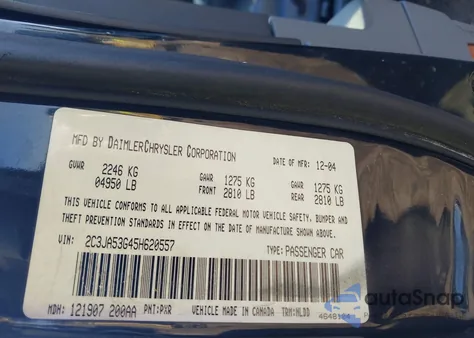 MFD BY DAIMLERCHRYSLER CORPORATION DATE OF MFR: 12-04
GVWR 2246 KG 04950 LB GAWR FRONT 1275 KG 2810 LB GAWR REAR 1275 KG 2810 LB
THIS VEHICLE CONFORMS TO ALL APPLICABLE FEDERAL MOTOR VEHICLE SAFETY, BUMPER AND
THEFT PREVENTION STANDARDS IN EFFECT ON THE DATE OF MANUFACTURE SHOWN ABOVE.
VIN: 2C3JA53G45H620557 TYPE: PASSENGER CAR
MDH: 121907 200AA PNT: PXR VEHICLE MADE IN CANADA TRM: NLDD
autoSnap